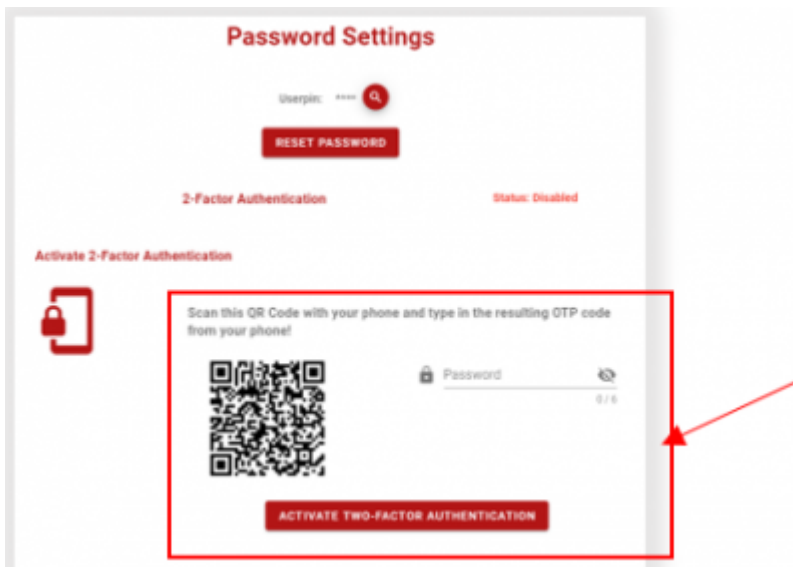 Password Settings
Userpin: ****
RESET PASSWORD
2-Factor Authentication Status: Disabled
Activate 2-Factor Authentication
Scan this QR Code with your phone and type in the resulting OTP code
from your phone!
Password
0 / 6
ACTIVATE TWO-FACTOR AUTHENTICATION